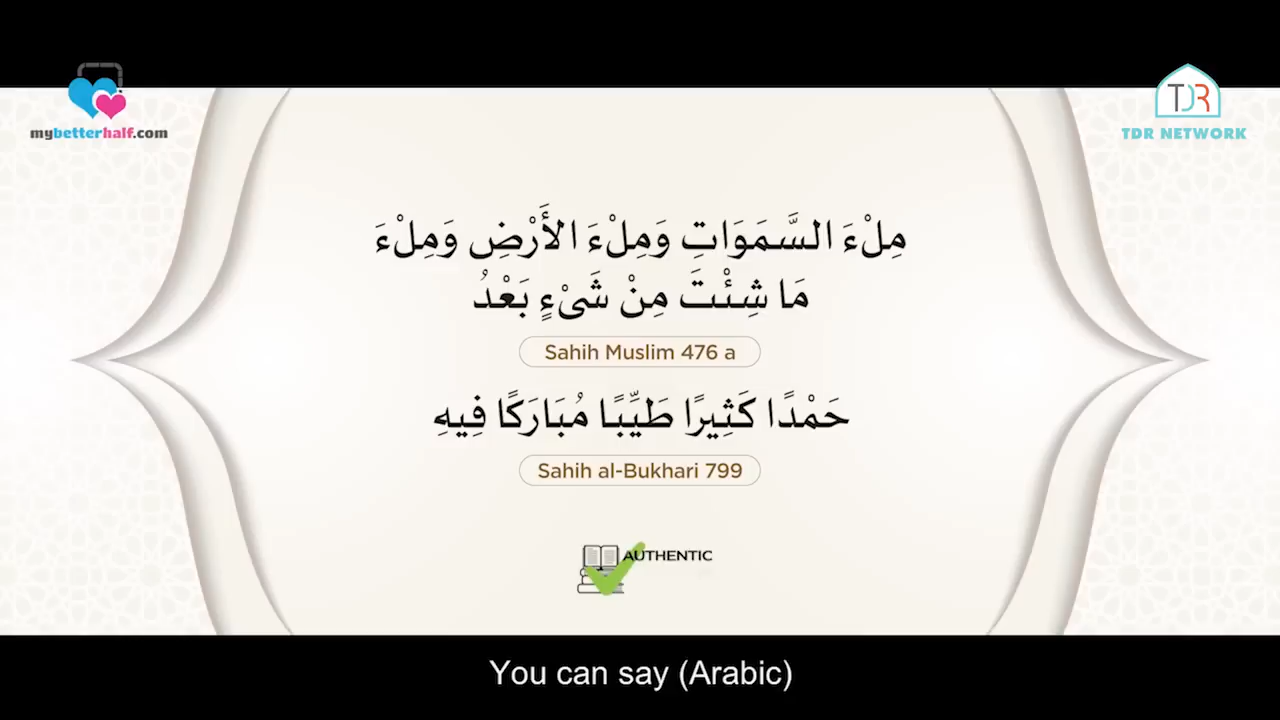 mybetterhalf.com
TDR
TDR NETWORK
مِلْءَ السَّمَوَاتِ وَمِلْءَ الأَرْضِ وَمِلْءَ
مَا شِئْتَ مِنْ شَىْءٍ بَعْدُ
Sahih Muslim 476 a
حَمْدًا كَثِيرًا طَيِّبًا مُبَارَكًا فِيهِ
Sahih al-Bukhari 799
AUTHENTIC
You can say (Arabic)